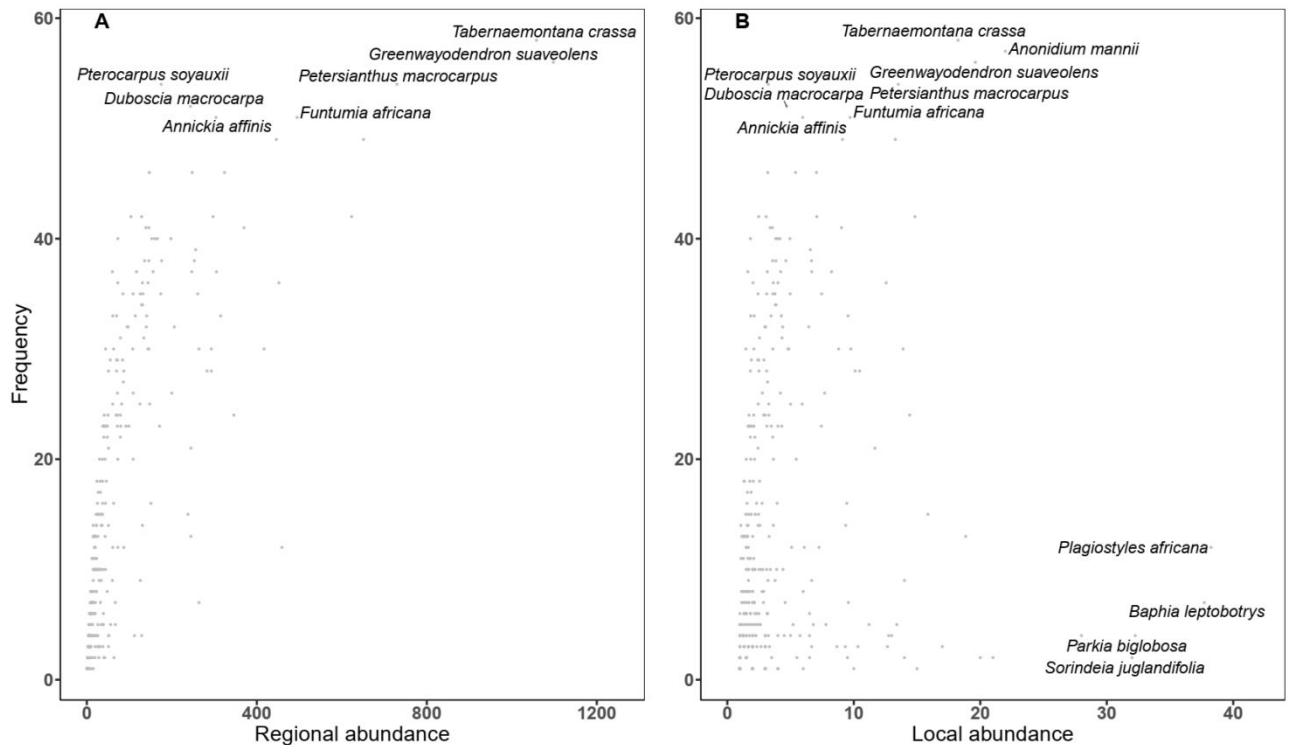 A
60
Tabernaemontana crassa
Greenwayodendron suaveolens
Pterocarpus soyauxii
Petersianthus macrocarpus
Duboscia macrocarpa
Funtumia africana
Annickia affinis
40
20
0
Frequency
0
400
800
1200
Regional abundance
B
60
Tabernaemontana crassa
Anonidium mannii
Pterocarpus soyauxii
Greenwayodendron suaveolens
Duboscia macrocarpa
Petersianthus macrocarpus
Funtumia africana
Annickia affinis
40
20
Plagiostyles africana
Baphia leptobotrys
Parkia biglobosa
Sorindeia juglandifolia
0
0
10
20
30
40
Local abundance